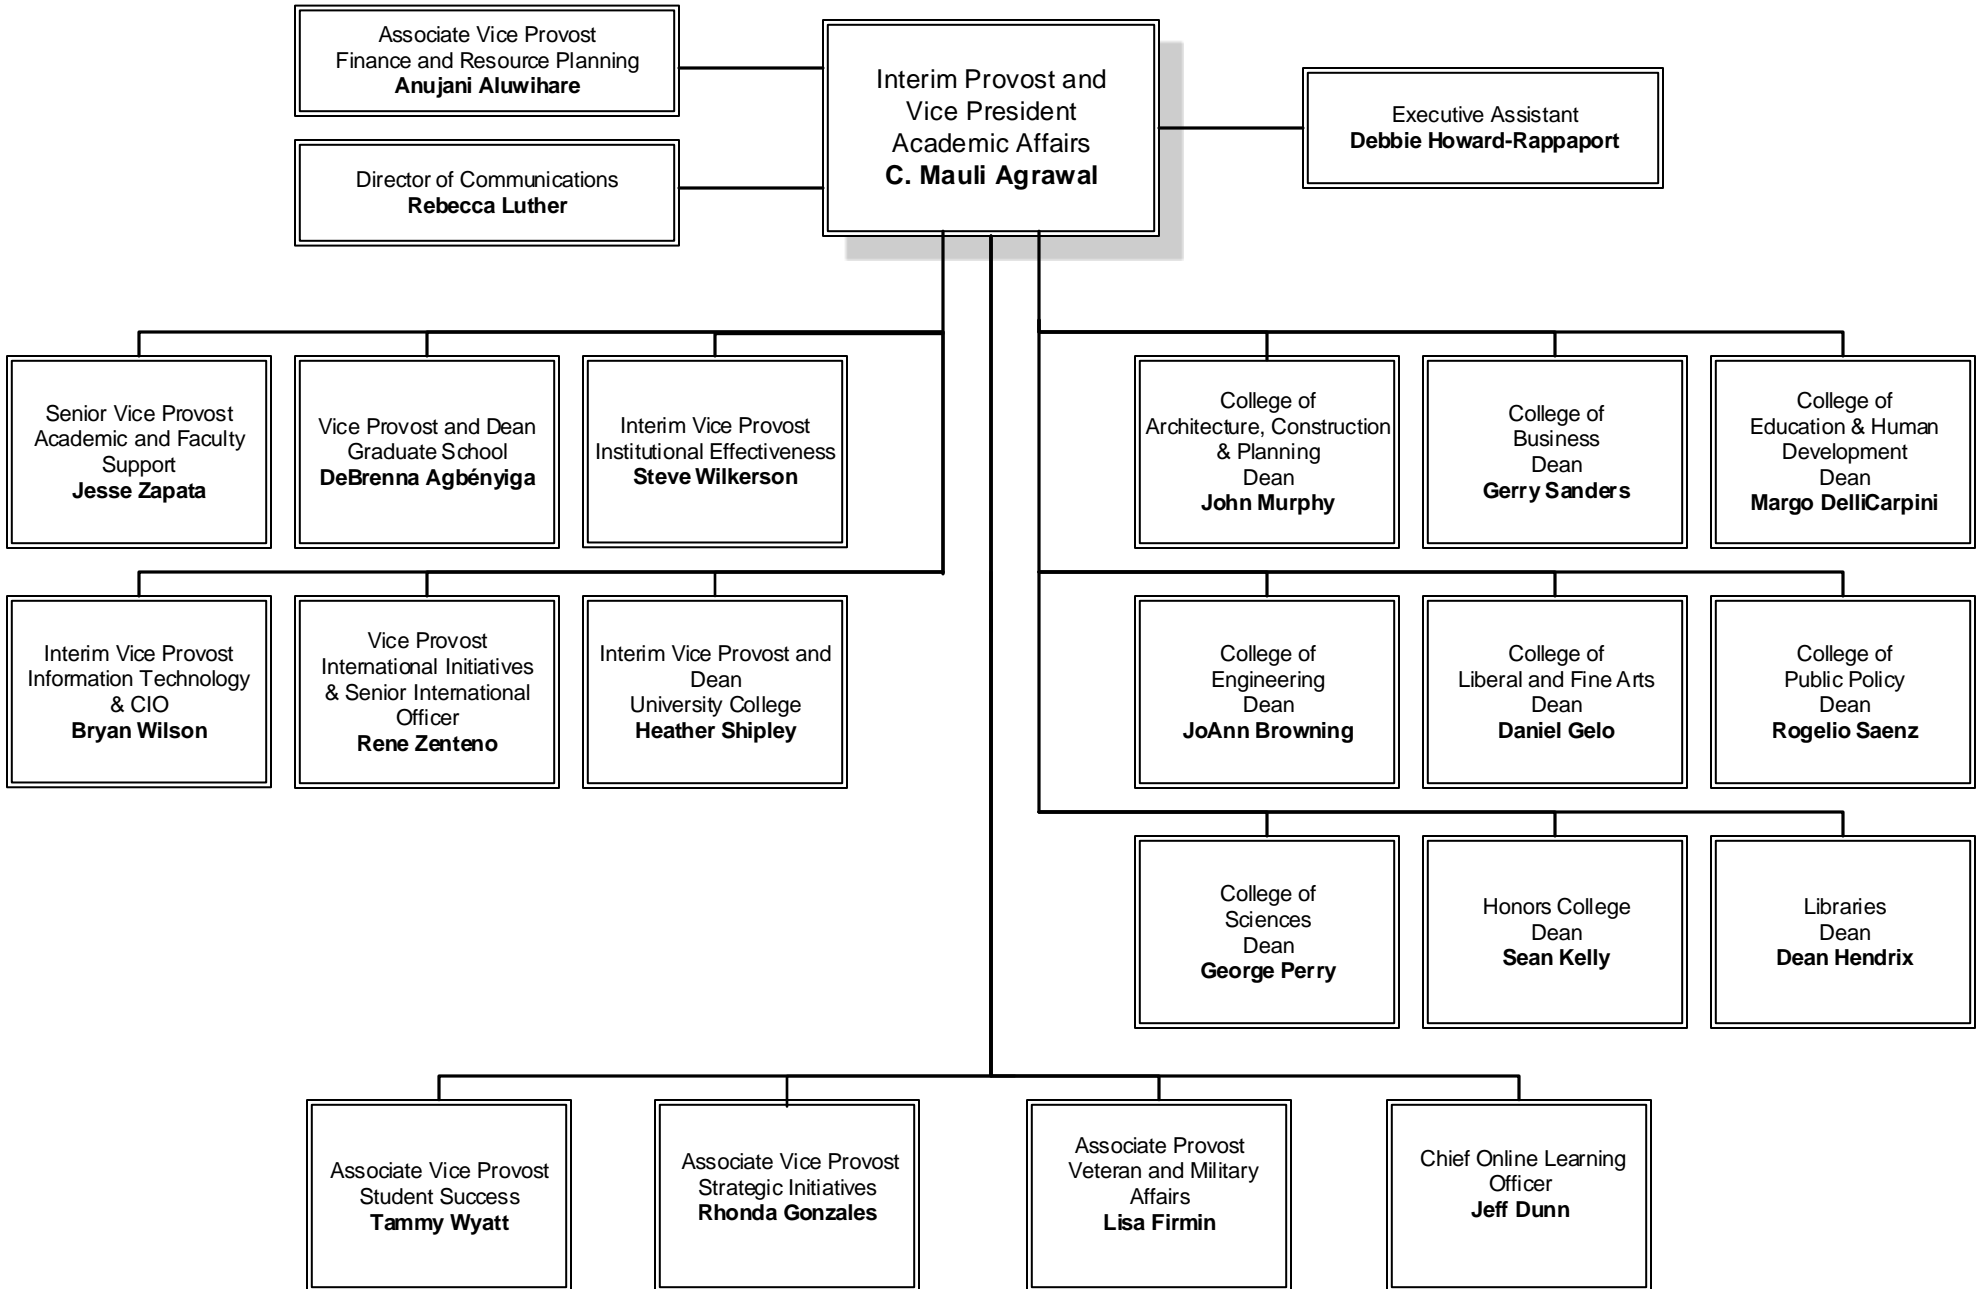 Associate Vice Provost
Finance and Resource Planning
Anujani Aluwihare
Interim Provost and
Vice President
Academic Affairs
C. Mauli Agrawal
Executive Assistant
Debbie Howard-Rappaport
Director of Communications
Rebecca Luther
Senior Vice Provost
Academic and Faculty
Support
Jesse Zapata
Vice Provost and Dean
Graduate School
DeBrenna Agbényiga
Interim Vice Provost
Institutional Effectiveness
Steve Wilkerson
College of
Architecture, Construction
& Planning
Dean
John Murphy
College of
Business
Dean
Gerry Sanders
College of
Education & Human
Development
Dean
Margo DelliCarpini
Interim Vice Provost
Information Technology
& CIO
Bryan Wilson
Vice Provost
International Initiatives
& Senior International
Officer
Rene Zenteno
Interim Vice Provost and
Dean
University College
Heather Shipley
College of
Engineering
Dean
JoAnn Browning
College of
Liberal and Fine Arts
Dean
Daniel Gelo
College of
Public Policy
Dean
Rogelio Saenz
College of
Sciences
Dean
George Perry
Honors College
Dean
Sean Kelly
Libraries
Dean
Dean Hendrix
Associate Vice Provost
Student Success
Tammy Wyatt
Associate Vice Provost
Strategic Initiatives
Rhonda Gonzales
Associate Provost
Veteran and Military
Affairs
Lisa Firmin
Chief Online Learning
Officer
Jeff Dunn